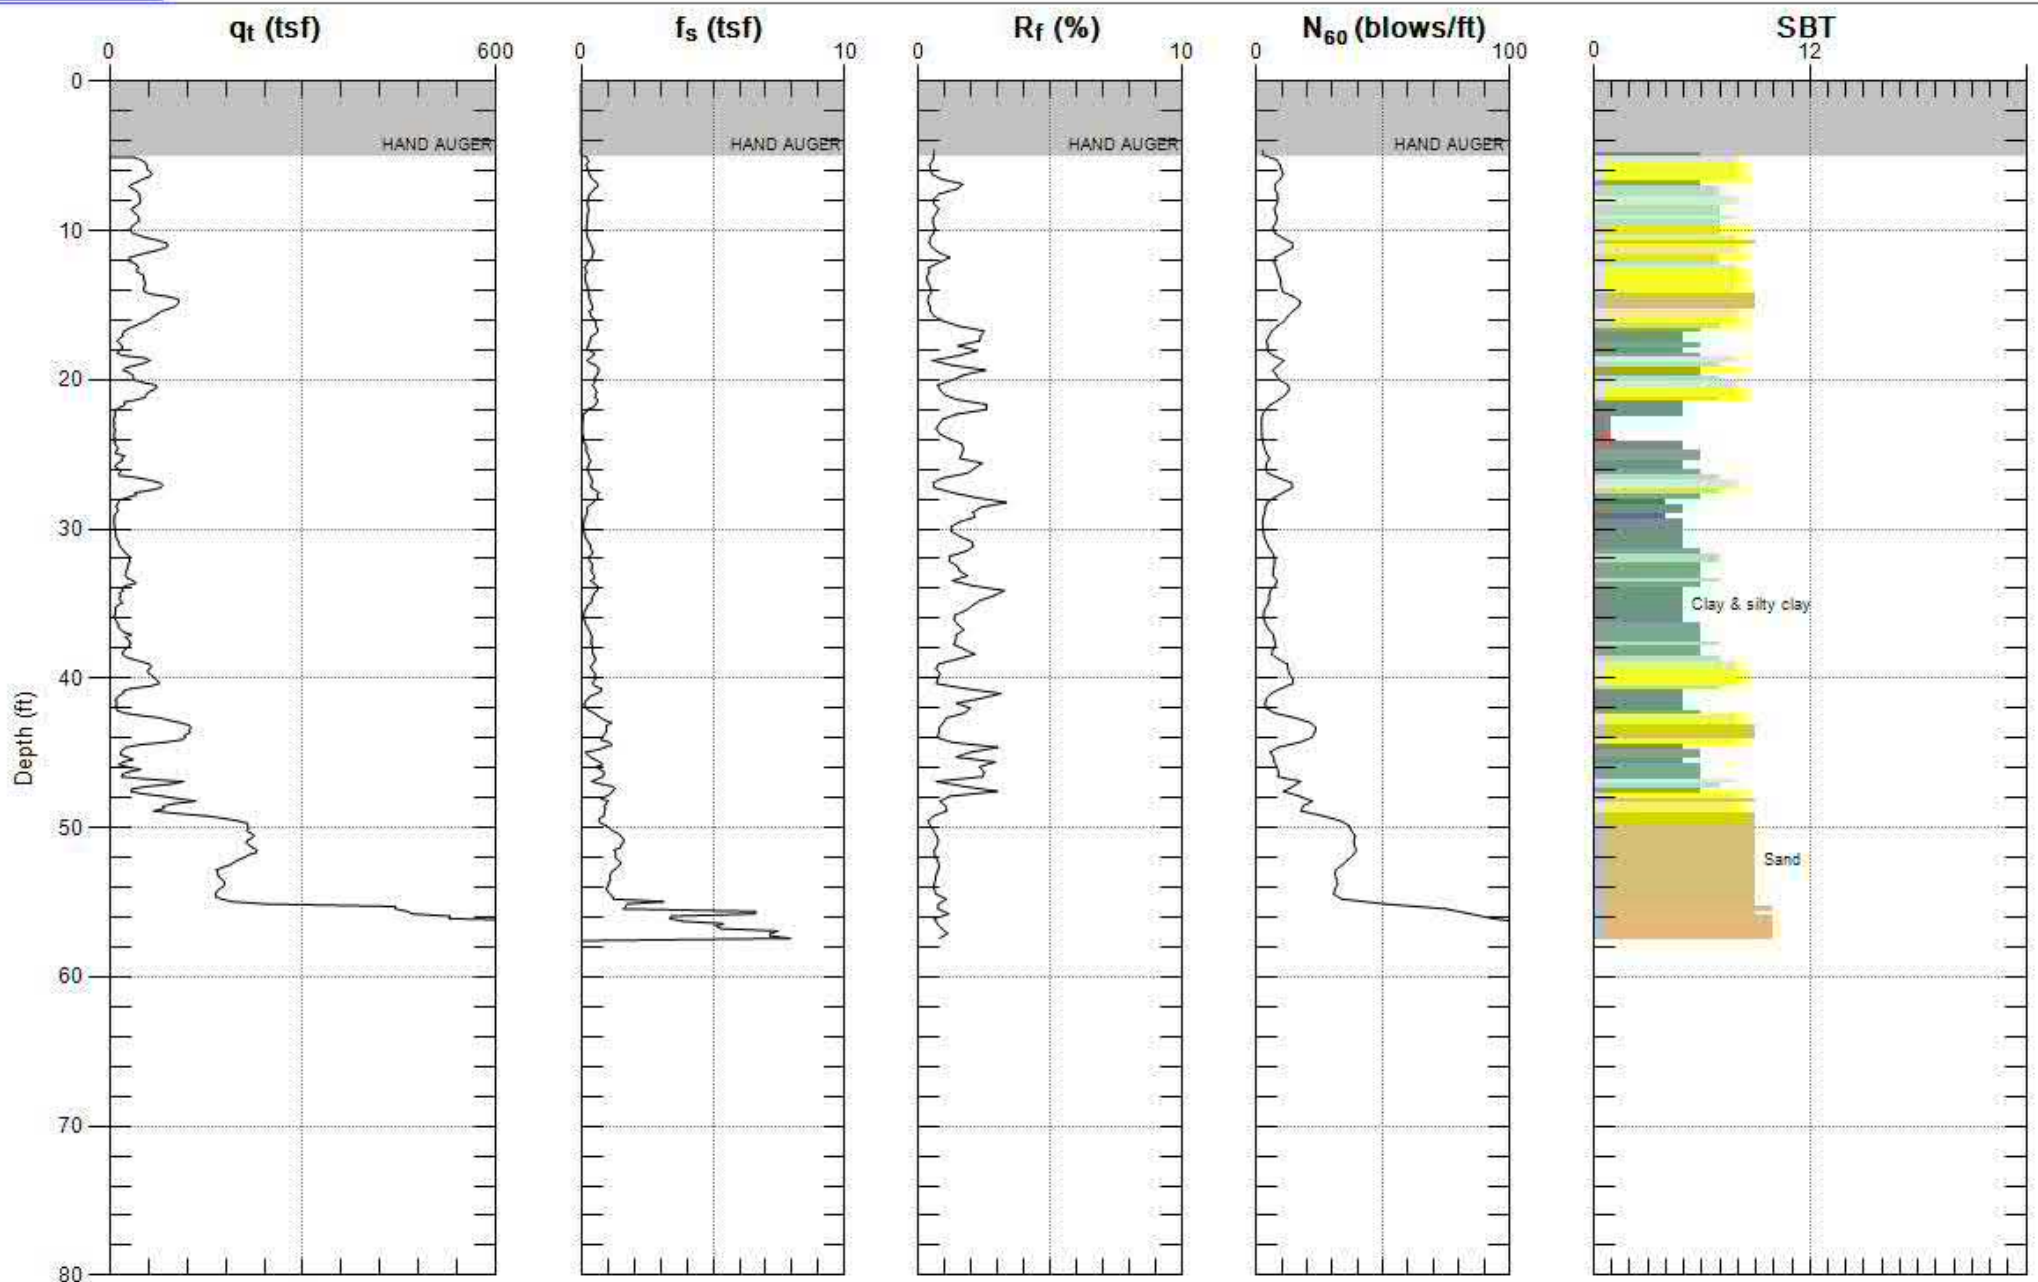 qt (tsf)
fs (tsf)
Rf (%)
N60 (blows/ft)
SBT
0 600
0 10
0 10
0 100
0 12
0
HAND AUGER
HAND AUGER
HAND AUGER
HAND AUGER
10
20
30
Clay & silty clay
40
Depth (ft)
50
Sand
60
70
80